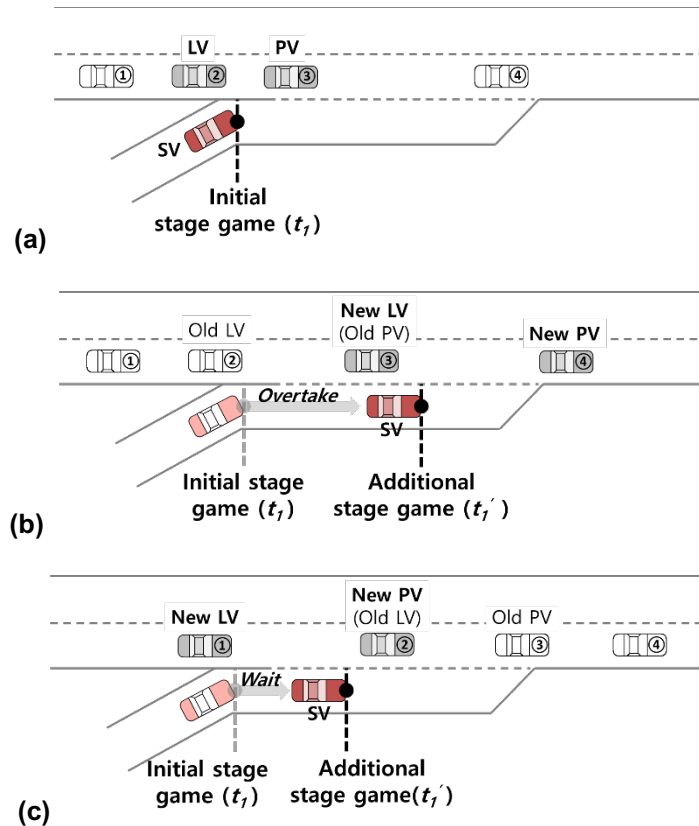 LV PV
① ② ③ ④
SV
Initial
stage game (t₁)
(a)
Old LV New LV New PV
(Old PV)
① ② ③ ④
Overtake
SV
Initial stage Additional
game (t₁) stage game (t₁′)
(b)
New LV New PV Old PV
(Old LV)
① ② ③ ④
Wait
SV
Initial stage Additional
game (t₁) stage game(t₁′)
(c)